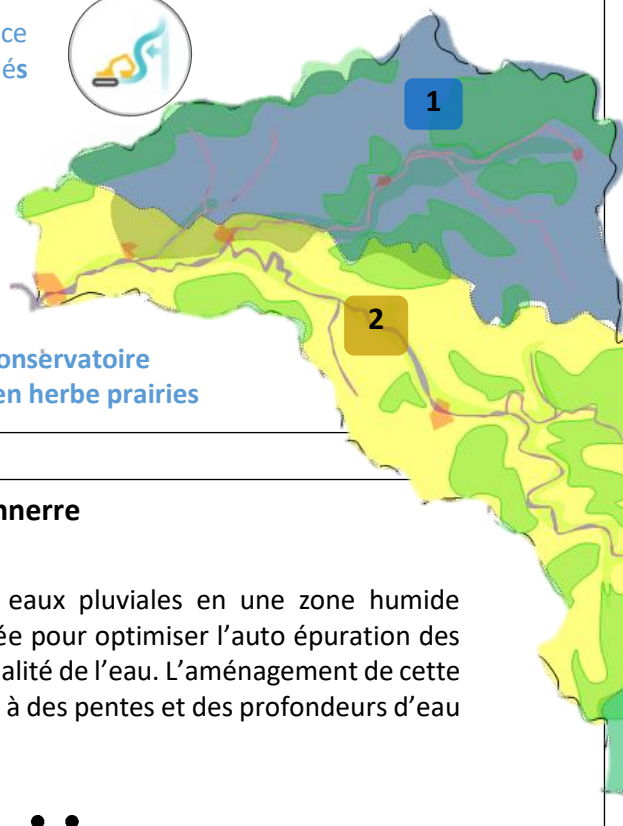 ce
és
1
2
onservatoire
en herbe prairies
nnerre
eaux pluviales en une zone humide
ée pour optimiser l’auto épuration des
alité de l’eau. L’aménagement de cette
à des pentes et des profondeurs d’eau